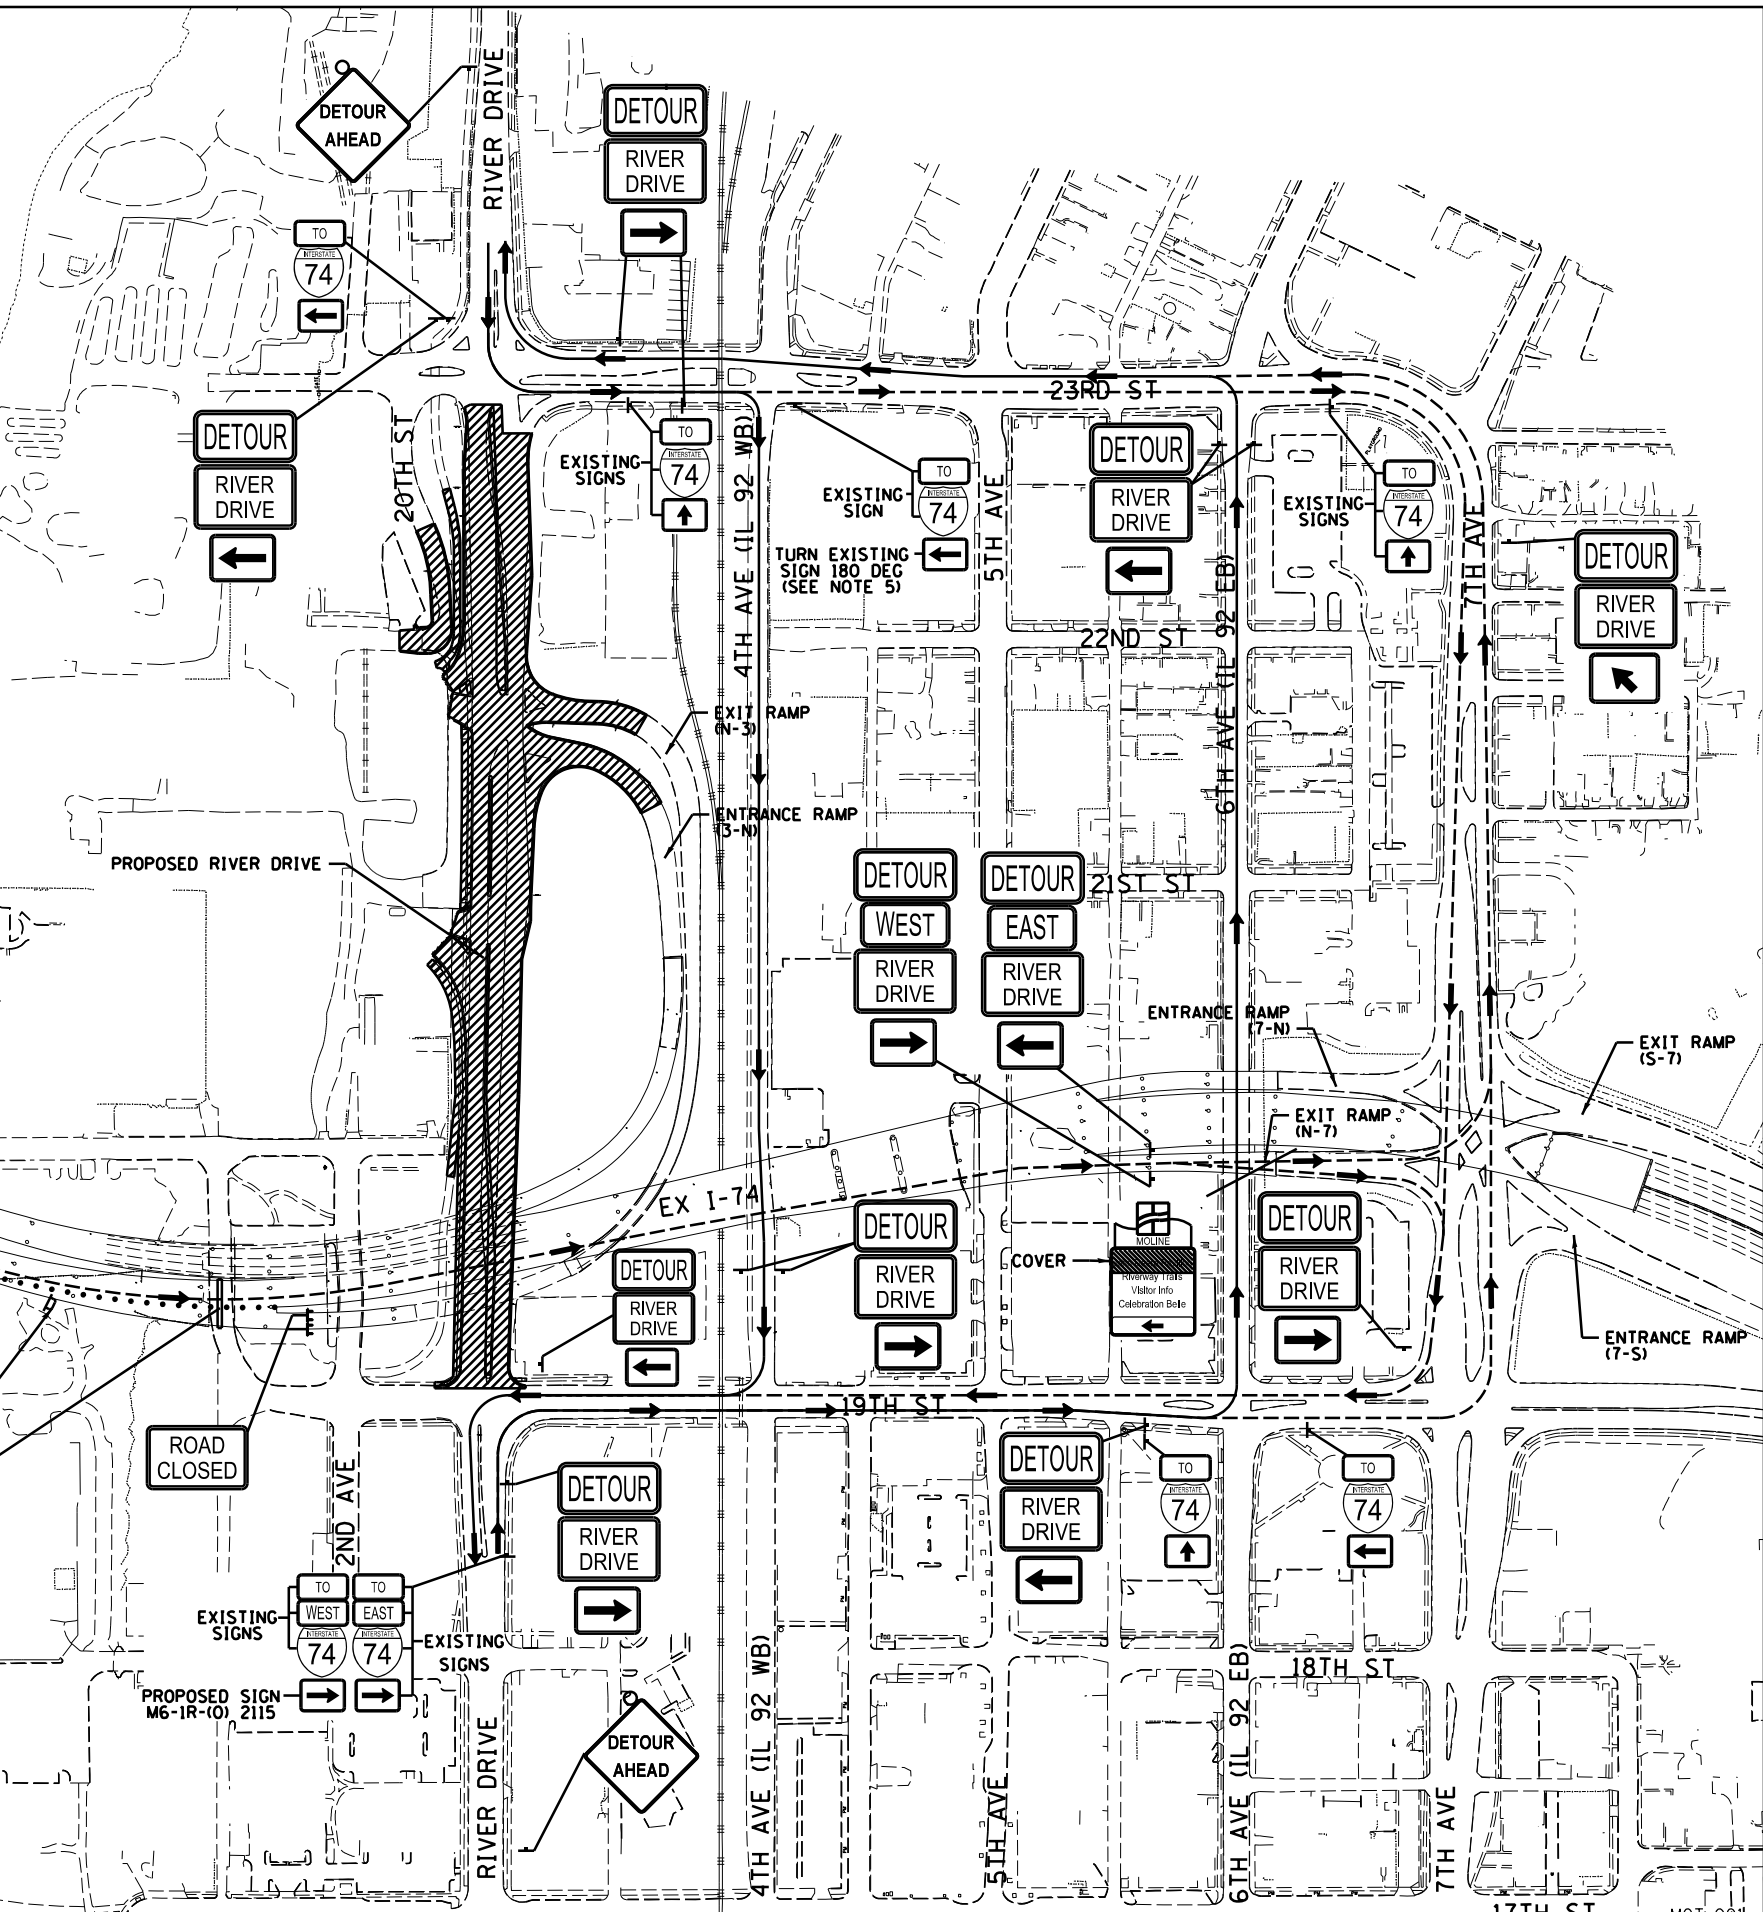 DETOUR
AHEAD
RIVER DRIVE
DETOUR
RIVER
DRIVE
TO
INTERSTATE
74
23RD ST
DETOUR
RIVER
DRIVE
20TH ST
EXISTING
SIGNS
TO
INTERSTATE
74
4TH AVE (IL 92 WB)
EXISTING
SIGN
TO
INTERSTATE
74
TURN EXISTING
SIGN 180 DEG
(SEE NOTE 5)
5TH AVE
DETOUR
RIVER
DRIVE
6TH AVE (IL 92 EB)
EXISTING
SIGNS
TO
INTERSTATE
74
7TH AVE
DETOUR
RIVER
DRIVE
22ND ST
EXIT RAMP
(N-3)
ENTRANCE RAMP
(3-N)
PROPOSED RIVER DRIVE
DETOUR
WEST
RIVER
DRIVE
DETOUR
EAST
RIVER
DRIVE
21ST ST
ENTRANCE RAMP
(7-N)
EXIT RAMP
(S-7)
EXIT RAMP
(N-7)
EX I-74
DETOUR
RIVER
DRIVE
DETOUR
RIVER
DRIVE
COVER
MOLINE
Riverway Trails
Visitor Info
Celebration Belle
DETOUR
RIVER
DRIVE
ENTRANCE RAMP
(7-S)
19TH ST
ROAD
CLOSED
2ND AVE
DETOUR
RIVER
DRIVE
DETOUR
RIVER
DRIVE
TO
INTERSTATE
74
TO
INTERSTATE
74
EXISTING
SIGNS
TO
WEST
INTERSTATE
74
TO
EAST
INTERSTATE
74
EXISTING
SIGNS
PROPOSED SIGN
M6-1R-(O) 2115
18TH ST
RIVER DRIVE
DETOUR
AHEAD
4TH AVE (IL 92 WB)
5TH AVE
6TH AVE (IL 92 EB)
7TH AVE
17TH ST